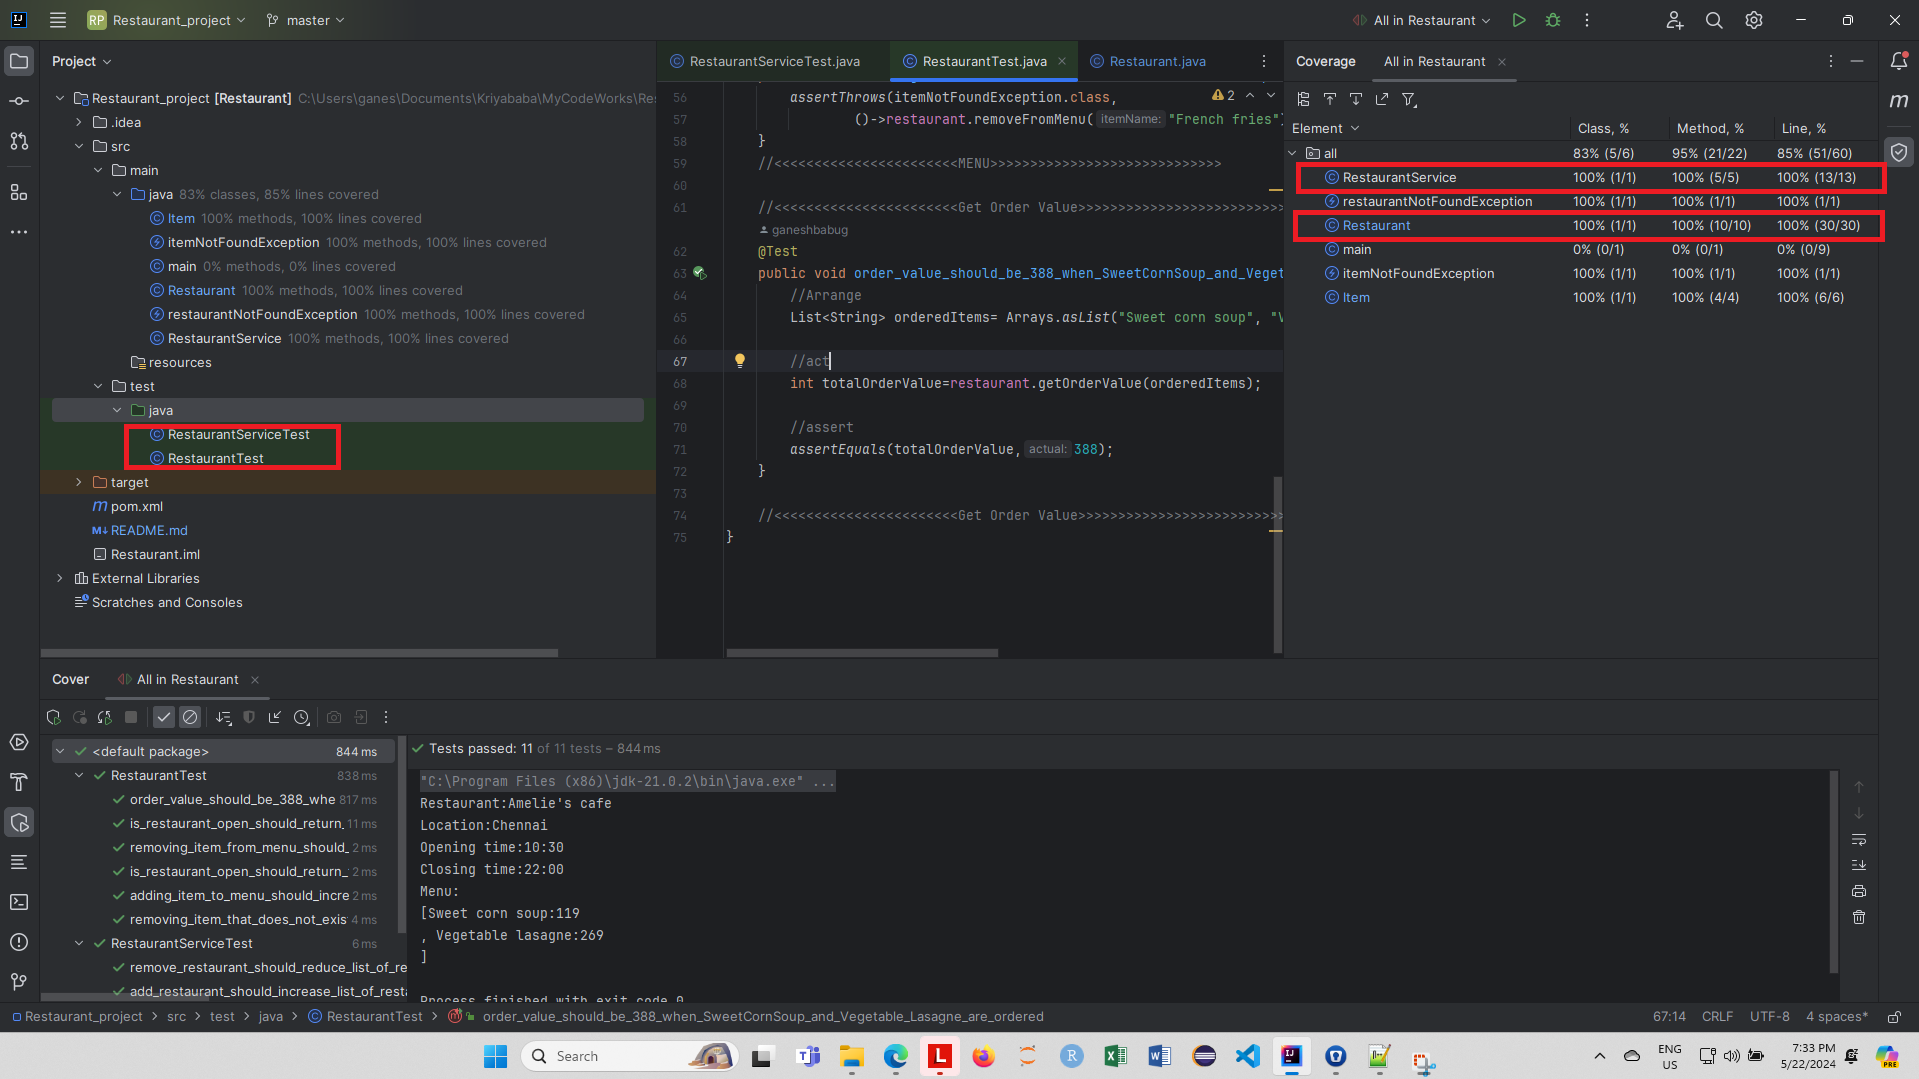 RP Restaurant_project master All in Restaurant
Project
Restaurant_project [Restaurant] C:\Users\ganes\Documents\Kriyababa\MyCodeWorks\Res
.idea
src
main
java 83% classes, 85% lines covered
Item 100% methods, 100% lines covered
itemNotFoundException 100% methods, 100% lines covered
main 0% methods, 0% lines covered
Restaurant 100% methods, 100% lines covered
restaurantNotFoundException 100% methods, 100% lines covered
RestaurantService 100% methods, 100% lines covered
resources
test
java
RestaurantServiceTest
RestaurantTest
target
m pom.xml
M↓ README.md
Restaurant.iml
External Libraries
Scratches and Consoles
RestaurantServiceTest.java RestaurantTest.java Restaurant.java
2
56 assertThrows(itemNotFoundException.class,
57 ()->restaurant.removeFromMenu( itemName: "French fries")
58 }
59 //<<<<<<<<<<<<<<<<<<<<<<<MENU>>>>>>>>>>>>>>>>>>>>>>>>>>>>>
60
61 //<<<<<<<<<<<<<<<<<<<<<<<Get Order Value>>>>>>>>>>>>>>>>>>>>>>>>>>
ganeshbabug
62 @Test
63 public void order_value_should_be_388_when_SweetCornSoup_and_Veget
64 //Arrange
65 List<String> orderedItems= Arrays.asList("Sweet corn soup", "V
66
67 //act
68 int totalOrderValue=restaurant.getOrderValue(orderedItems);
69
70 //assert
71 assertEquals(totalOrderValue, actual: 388);
72 }
73
74 //<<<<<<<<<<<<<<<<<<<<<<<Get Order Value>>>>>>>>>>>>>>>>>>>>>>>>>>
75 }
Coverage All in Restaurant
Element Class, % Method, % Line, %
all 83% (5/6) 95% (21/22) 85% (51/60)
RestaurantService 100% (1/1) 100% (5/5) 100% (13/13)
restaurantNotFoundException 100% (1/1) 100% (1/1) 100% (1/1)
Restaurant 100% (1/1) 100% (10/10) 100% (30/30)
main 0% (0/1) 0% (0/1) 0% (0/9)
itemNotFoundException 100% (1/1) 100% (1/1) 100% (1/1)
Item 100% (1/1) 100% (4/4) 100% (6/6)
m
Cover All in Restaurant
<default package> 844 ms
RestaurantTest 838 ms
order_value_should_be_388_whe 817 ms
is_restaurant_open_should_return_ 11 ms
removing_item_from_menu_should_ 2 ms
is_restaurant_open_should_return_ 2 ms
adding_item_to_menu_should_incre 2 ms
removing_item_that_does_not_exis 4 ms
RestaurantServiceTest 6 ms
remove_restaurant_should_reduce_list_of_re
add_restaurant_should_increase_list_of_resta
Tests passed: 11 of 11 tests – 844 ms
"C:\Program Files (x86)\jdk-21.0.2\bin\java.exe" ...
Restaurant:Amelie's cafe
Location:Chennai
Opening time:10:30
Closing time:22:00
Menu:
[Sweet corn soup:119
, Vegetable lasagne:269
]
Process finished with exit code 0
Restaurant_project > src > test > java > RestaurantTest > order_value_should_be_388_when_SweetCornSoup_and_Vegetable_Lasagne_are_ordered
67:14 CRLF UTF-8 4 spaces*
Search
ENG
US
7:33 PM
5/22/2024
PRE